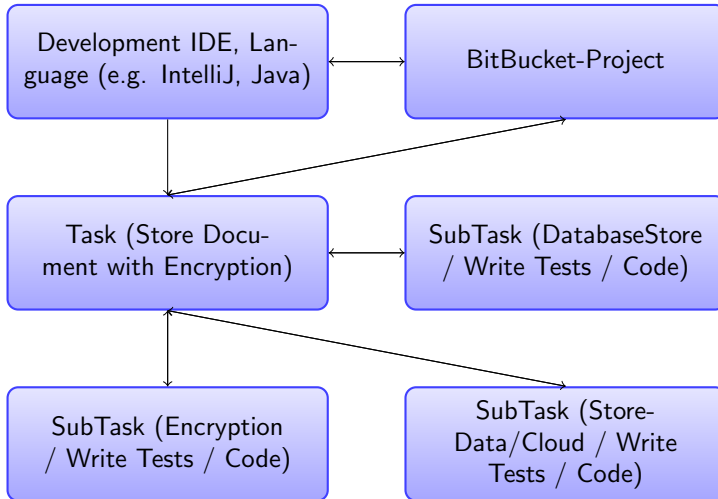 Development IDE, Lan-
guage (e.g. IntelliJ, Java)
BitBucket-Project
Task (Store Docu-
ment with Encryption)
SubTask (DatabaseStore
/ Write Tests / Code)
SubTask (Encryption
/ Write Tests / Code)
SubTask (Store-
Data/Cloud / Write
Tests / Code)